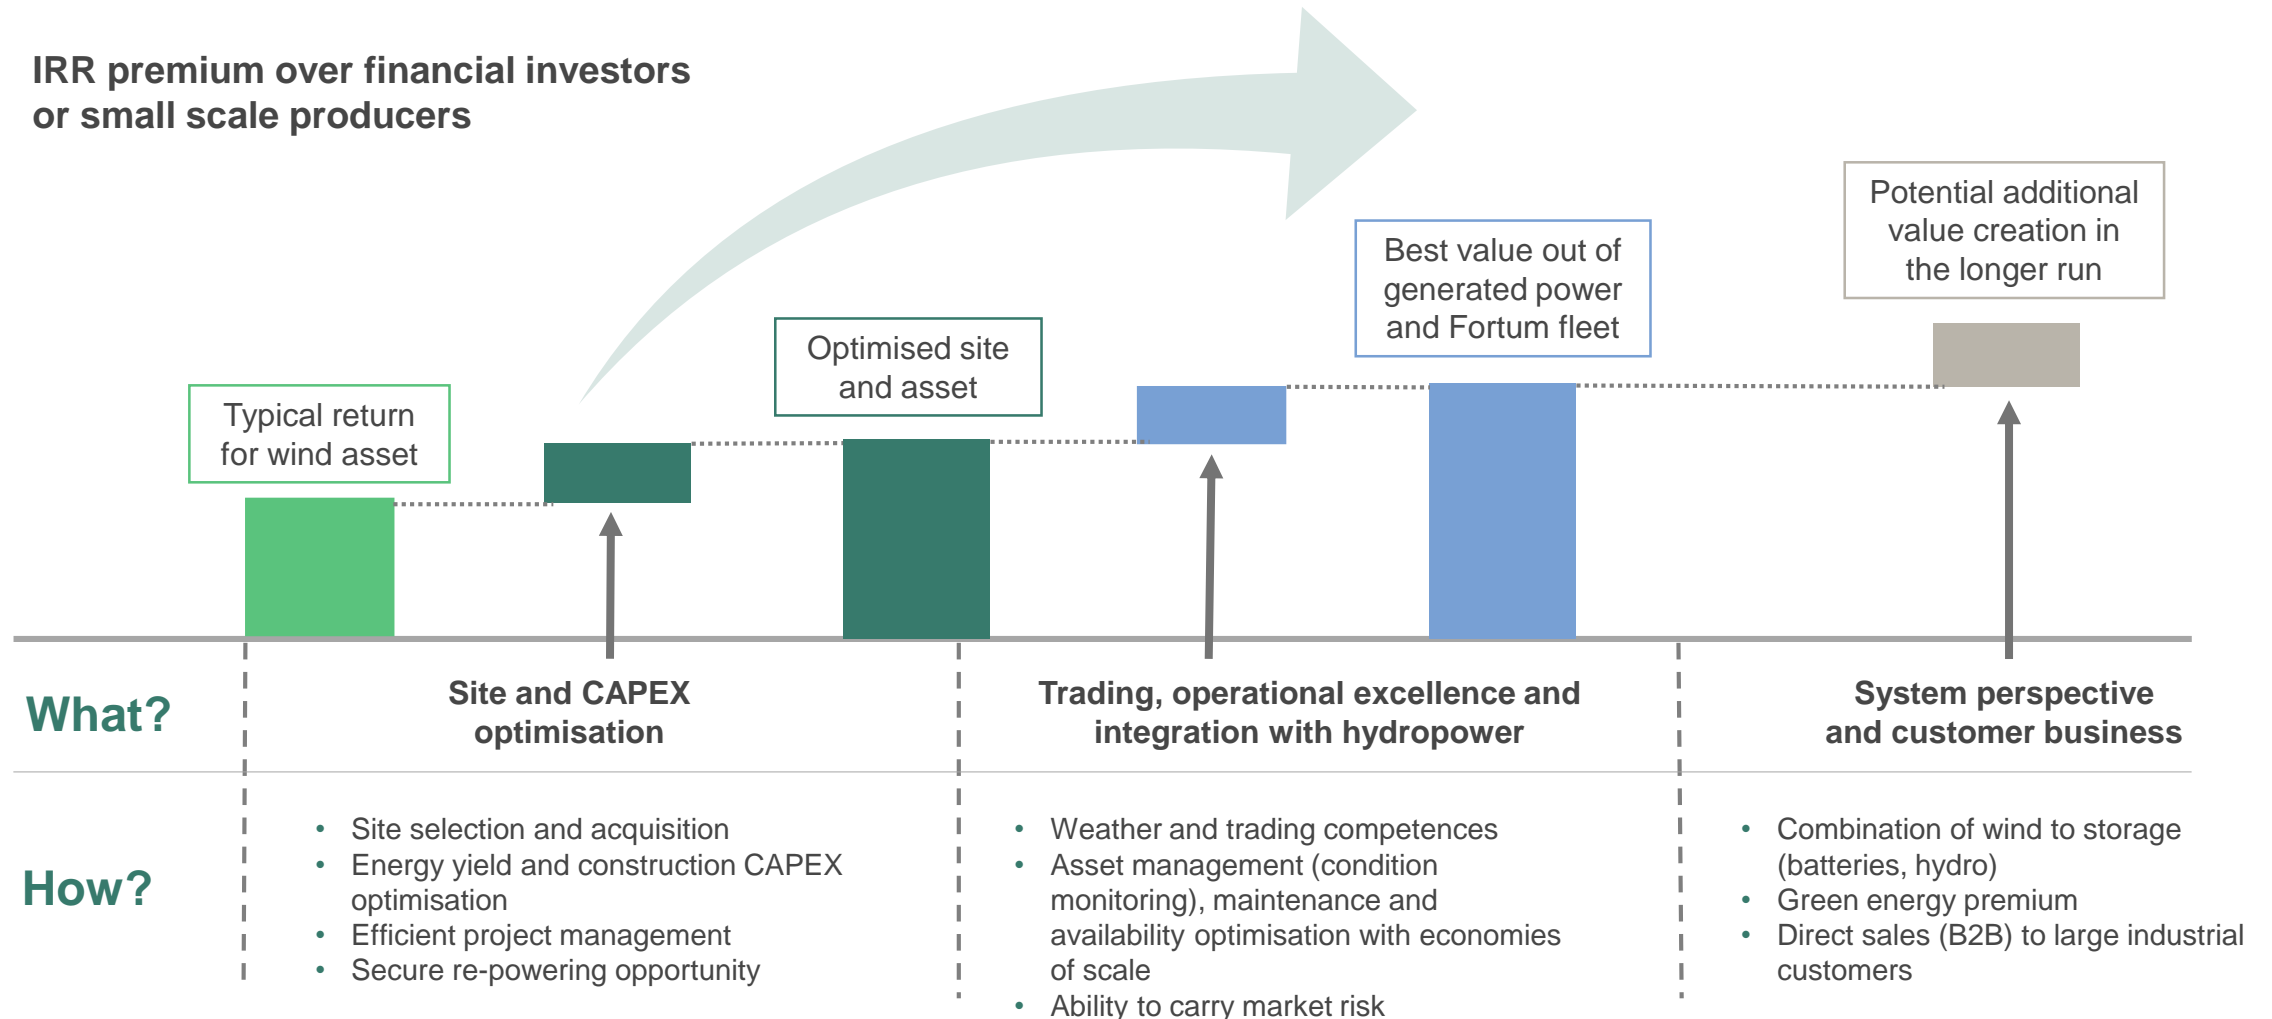 IRR premium over financial investors
or small scale producers
Typical return
for wind asset
Optimised site
and asset
Best value out of
generated power
and Fortum fleet
Potential additional
value creation in
the longer run
What?
Site and CAPEX
optimisation
Trading, operational excellence and
integration with hydropower
System perspective
and customer business
How?
• Site selection and acquisition
• Energy yield and construction CAPEX
optimisation
• Efficient project management
• Secure re-powering opportunity
• Weather and trading competences
• Asset management (condition
monitoring), maintenance and
availability optimisation with economies
of scale
• Ability to carry market risk
• Combination of wind to storage
(batteries, hydro)
• Green energy premium
• Direct sales (B2B) to large industrial
customers